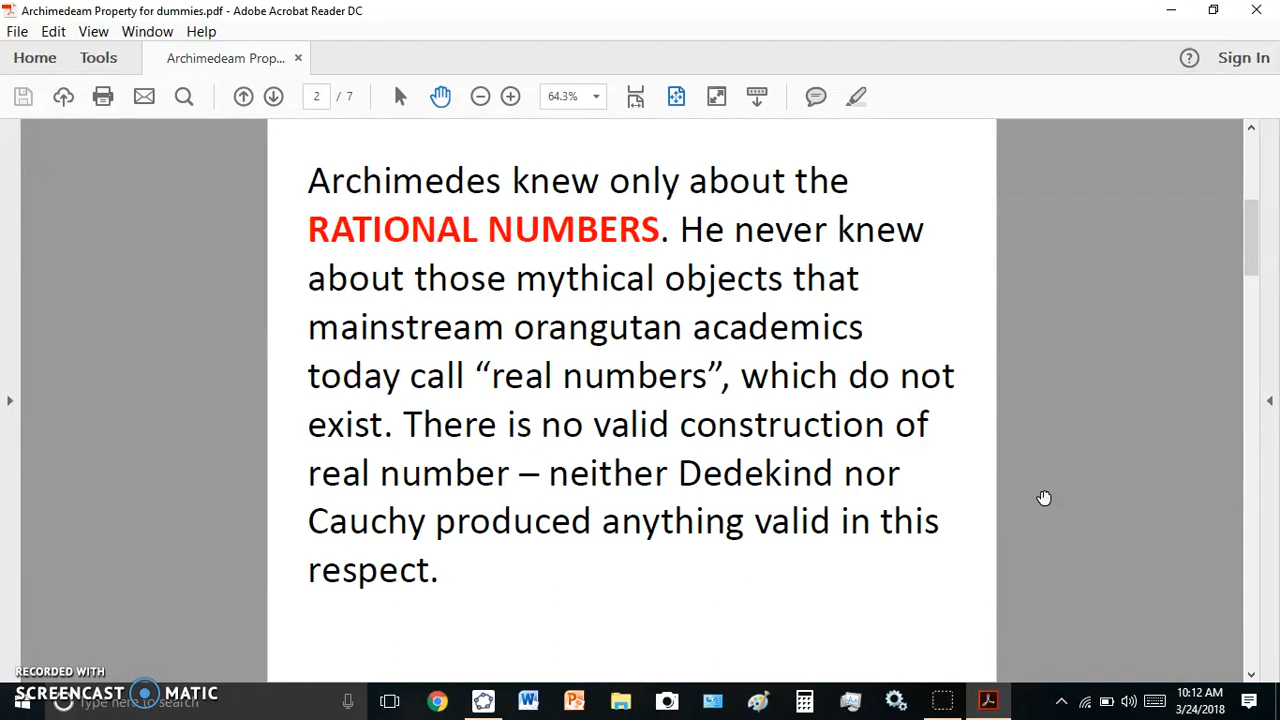 Archimedeam Property for dummies.pdf - Adobe Acrobat Reader DC
File Edit View Window Help
Home Tools Archimedeam Prop... × Sign In
2 / 7 64.3%
Archimedes knew only about the
RATIONAL NUMBERS. He never knew
about those mythical objects that
mainstream orangutan academics
today call “real numbers”, which do not
exist. There is no valid construction of
real number – neither Dedekind nor
Cauchy produced anything valid in this
respect.
RECORDED WITH
SCREENCAST MATIC
Type here to search
10:12 AM
3/24/2018